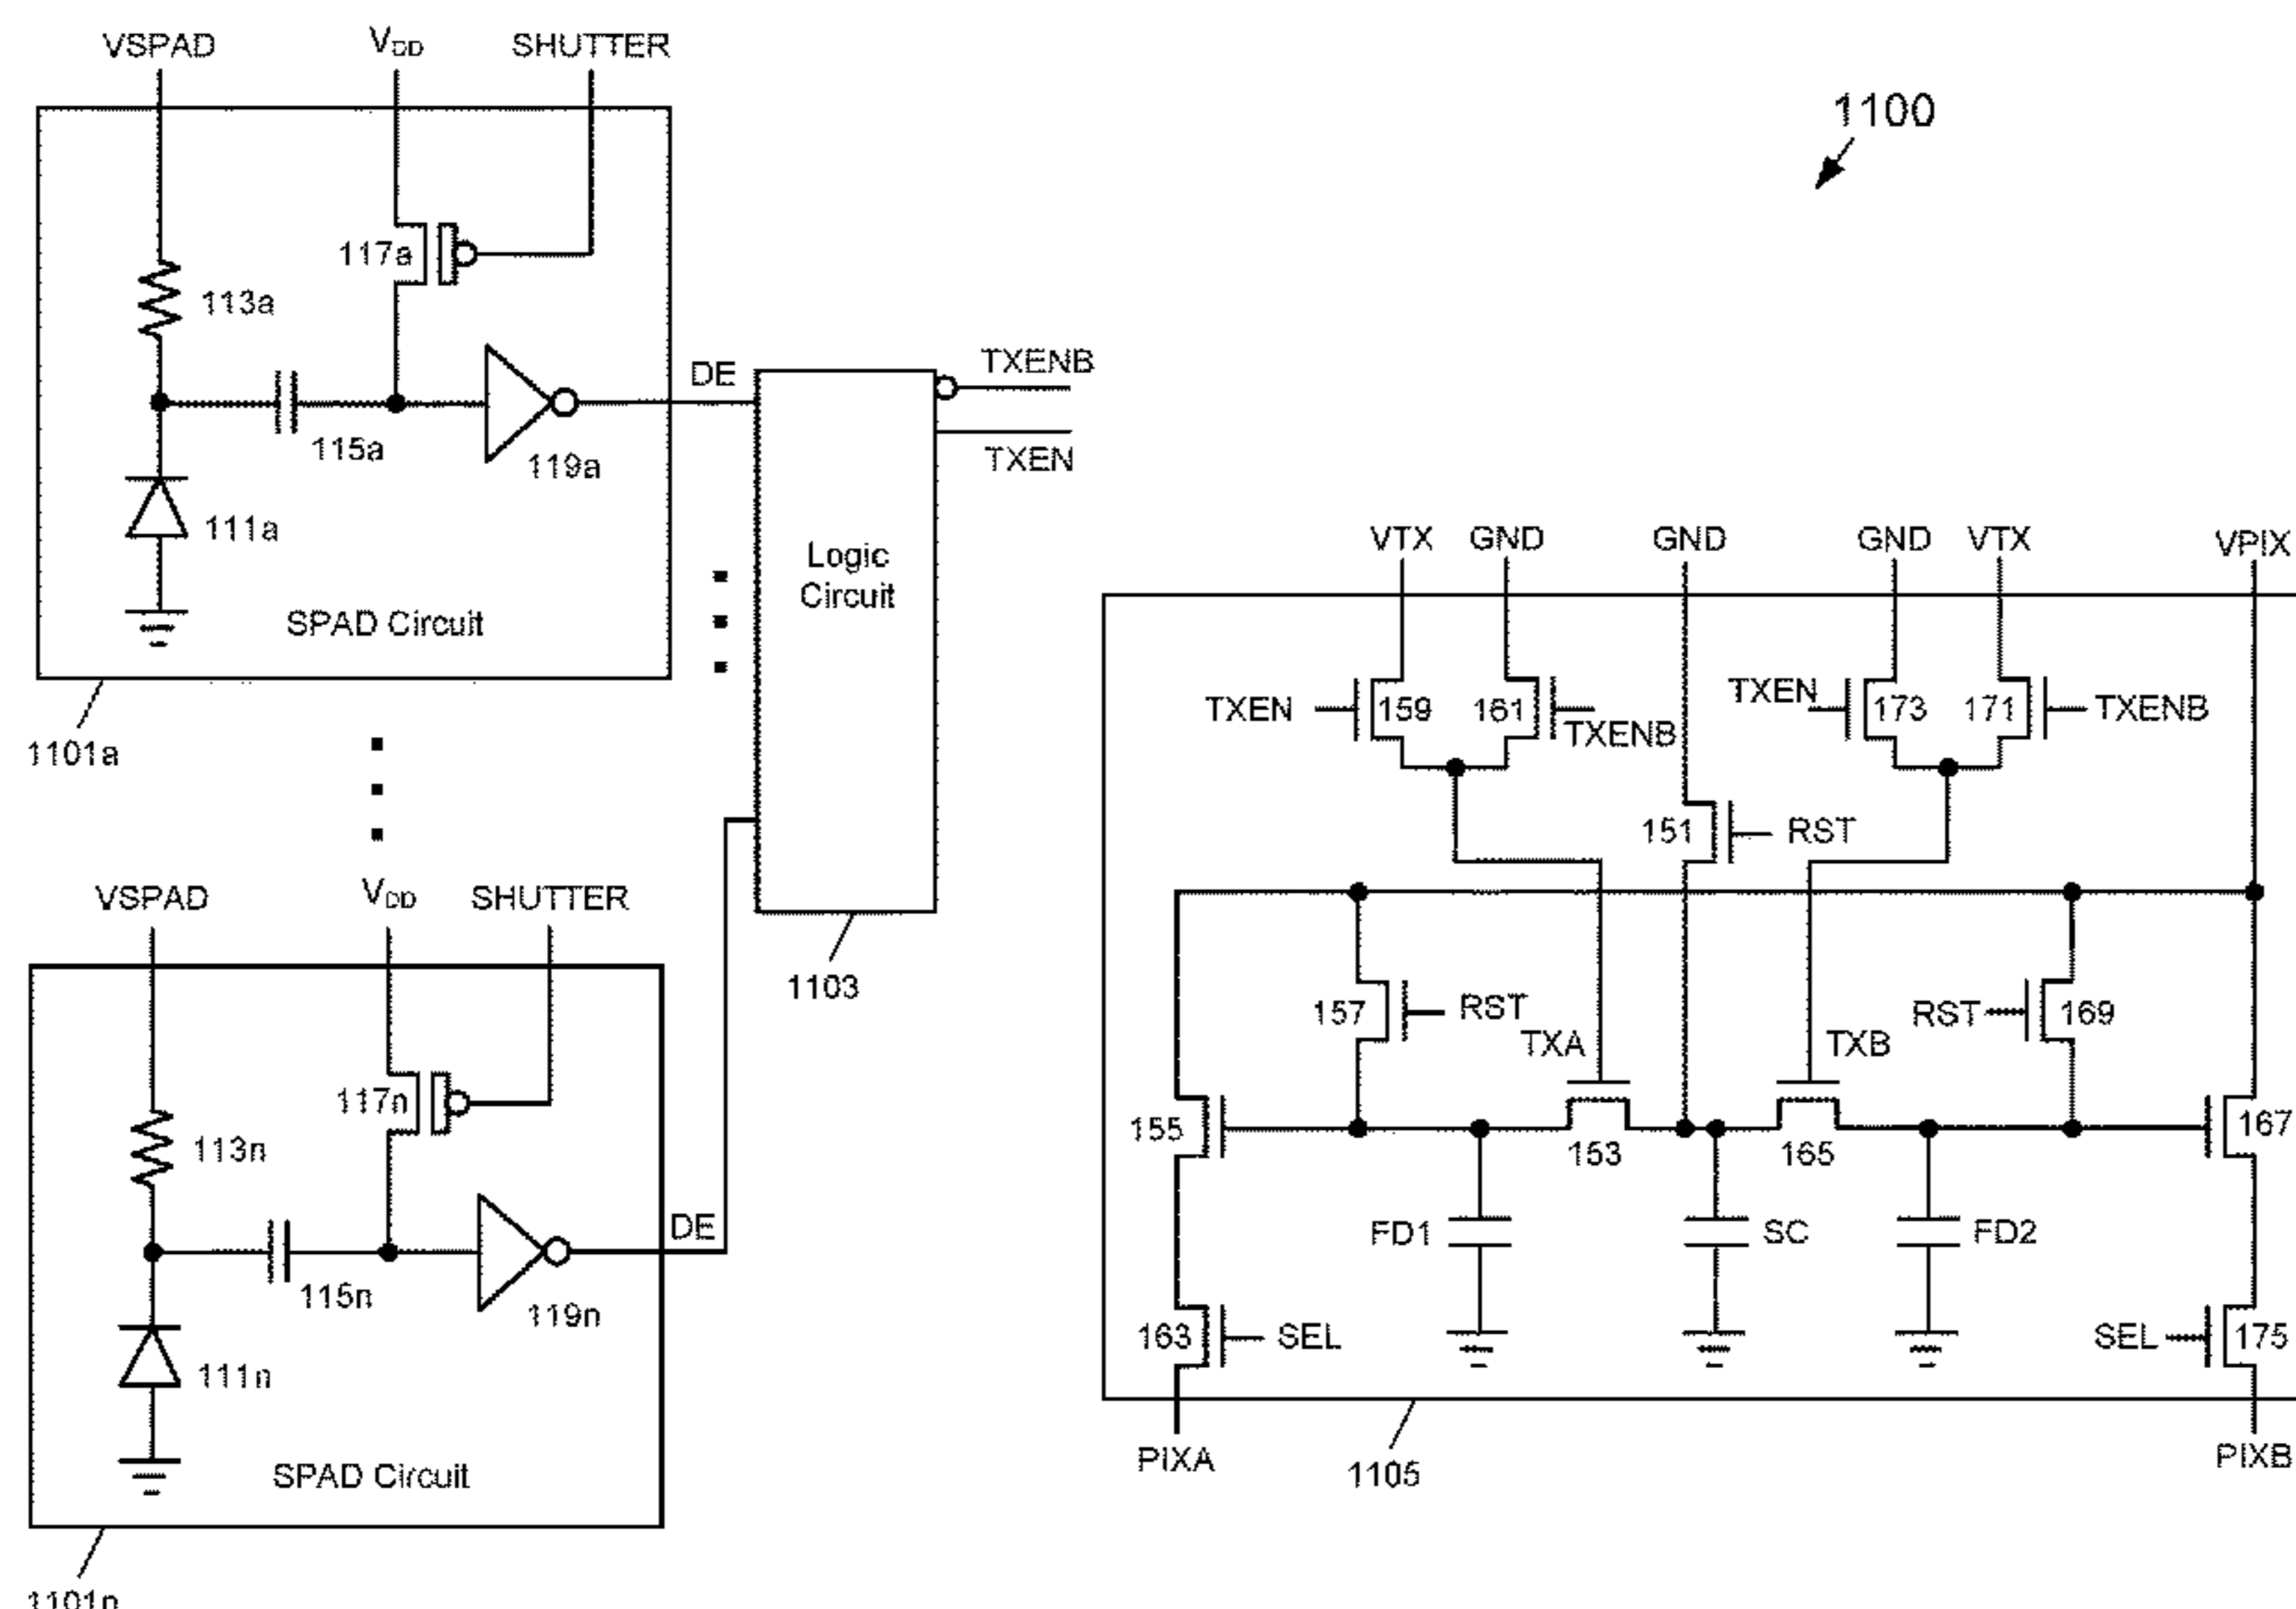 VSPAD
VDD
SHUTTER
1100
117a
113a
DE
TXENB
TXEN
115a
119a
111a
Logic
Circuit
SPAD Circuit
1101a
VTX
GND
GND
GND
VTX
VPIX
TXEN
159
161
TXENB
TXEN
173
171
TXENB
151
RST
VSPAD
VDD
SHUTTER
1103
157
RST
RST
169
TXA
TXB
117n
113n
155
153
165
167
DE
FD1
SC
FD2
115n
119n
163
SEL
SEL
175
111n
SPAD Circuit
PIXA
1105
PIXB
1101n